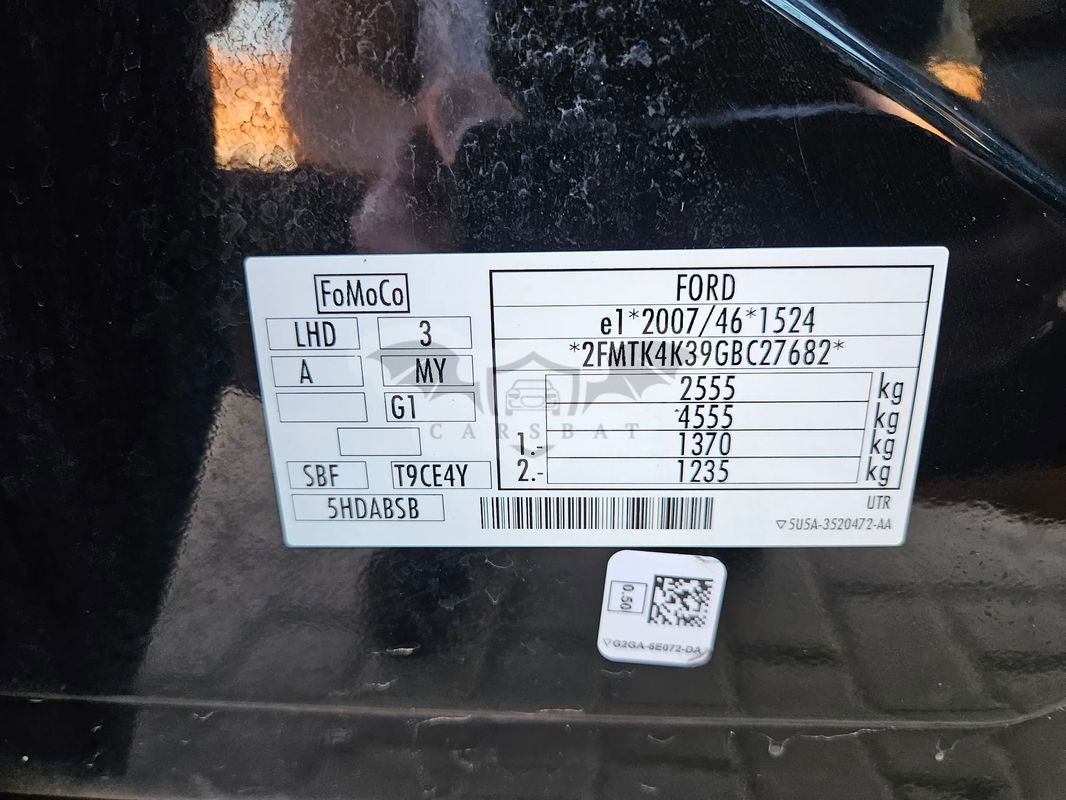 FoMoCo
LHD 3
A MY
G1
SBF T9CE4Y
5HDABSB
FORD
e1*2007/46*1524
*2FMTK4K39GBC27682*
2555 kg
4555 kg
1.- 1370 kg
2.- 1235 kg
UTR
5U5A-3520472-AA
CARSBAT
0.50
G2GA-5E072-DA